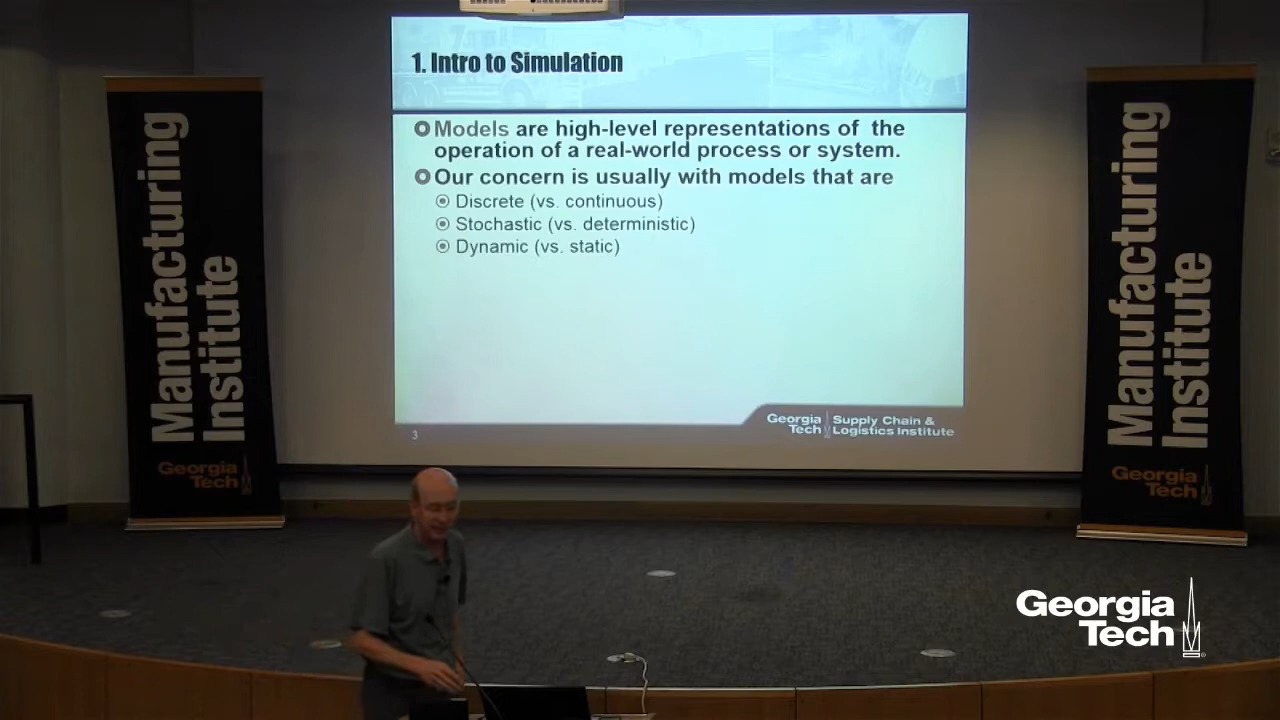 1. Intro to Simulation
Models are high-level representations of the
operation of a real-world process or system.
Our concern is usually with models that are
Discrete (vs. continuous)
Stochastic (vs. deterministic)
Dynamic (vs. static)
3
Georgia
Tech
Supply Chain &
Logistics Institute
Manufacturing
Institute
Georgia
Tech
Manufacturing
Institute
Georgia
Tech
Georgia
Tech